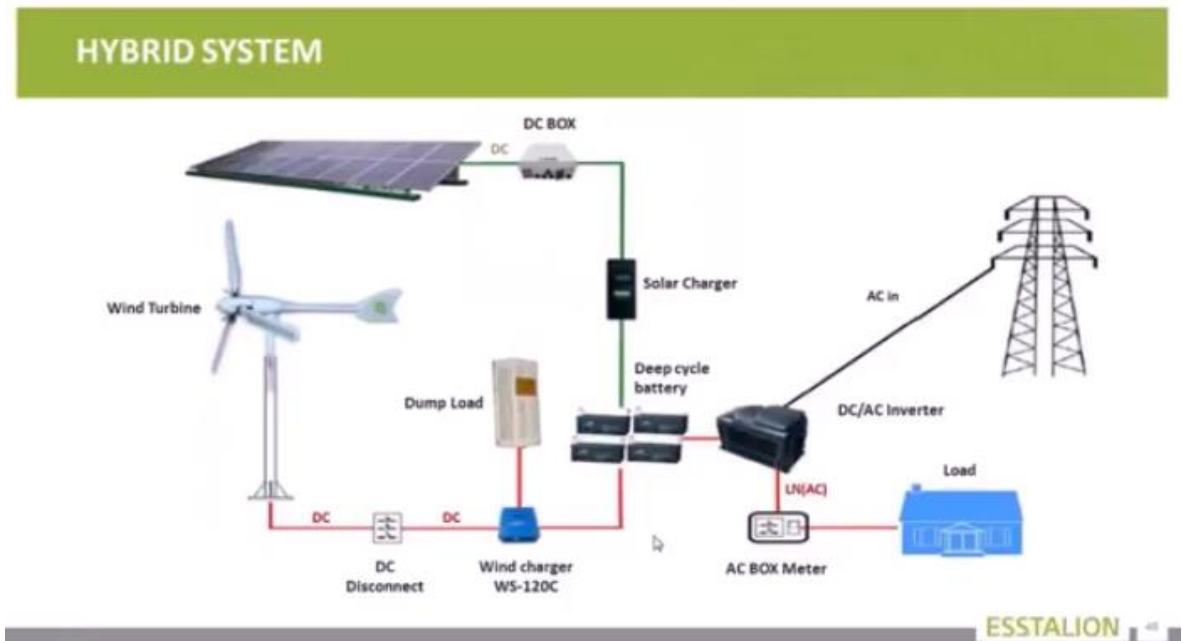 HYBRID SYSTEM
DC BOX
DC
Solar Charger
Wind Turbine
AC in
Deep cycle
battery
Dump Load
DC/AC Inverter
Load
LN(AC)
DC
DC
DC
Disconnect
Wind charger
WS-120C
AC BOX Meter
ESSTALION